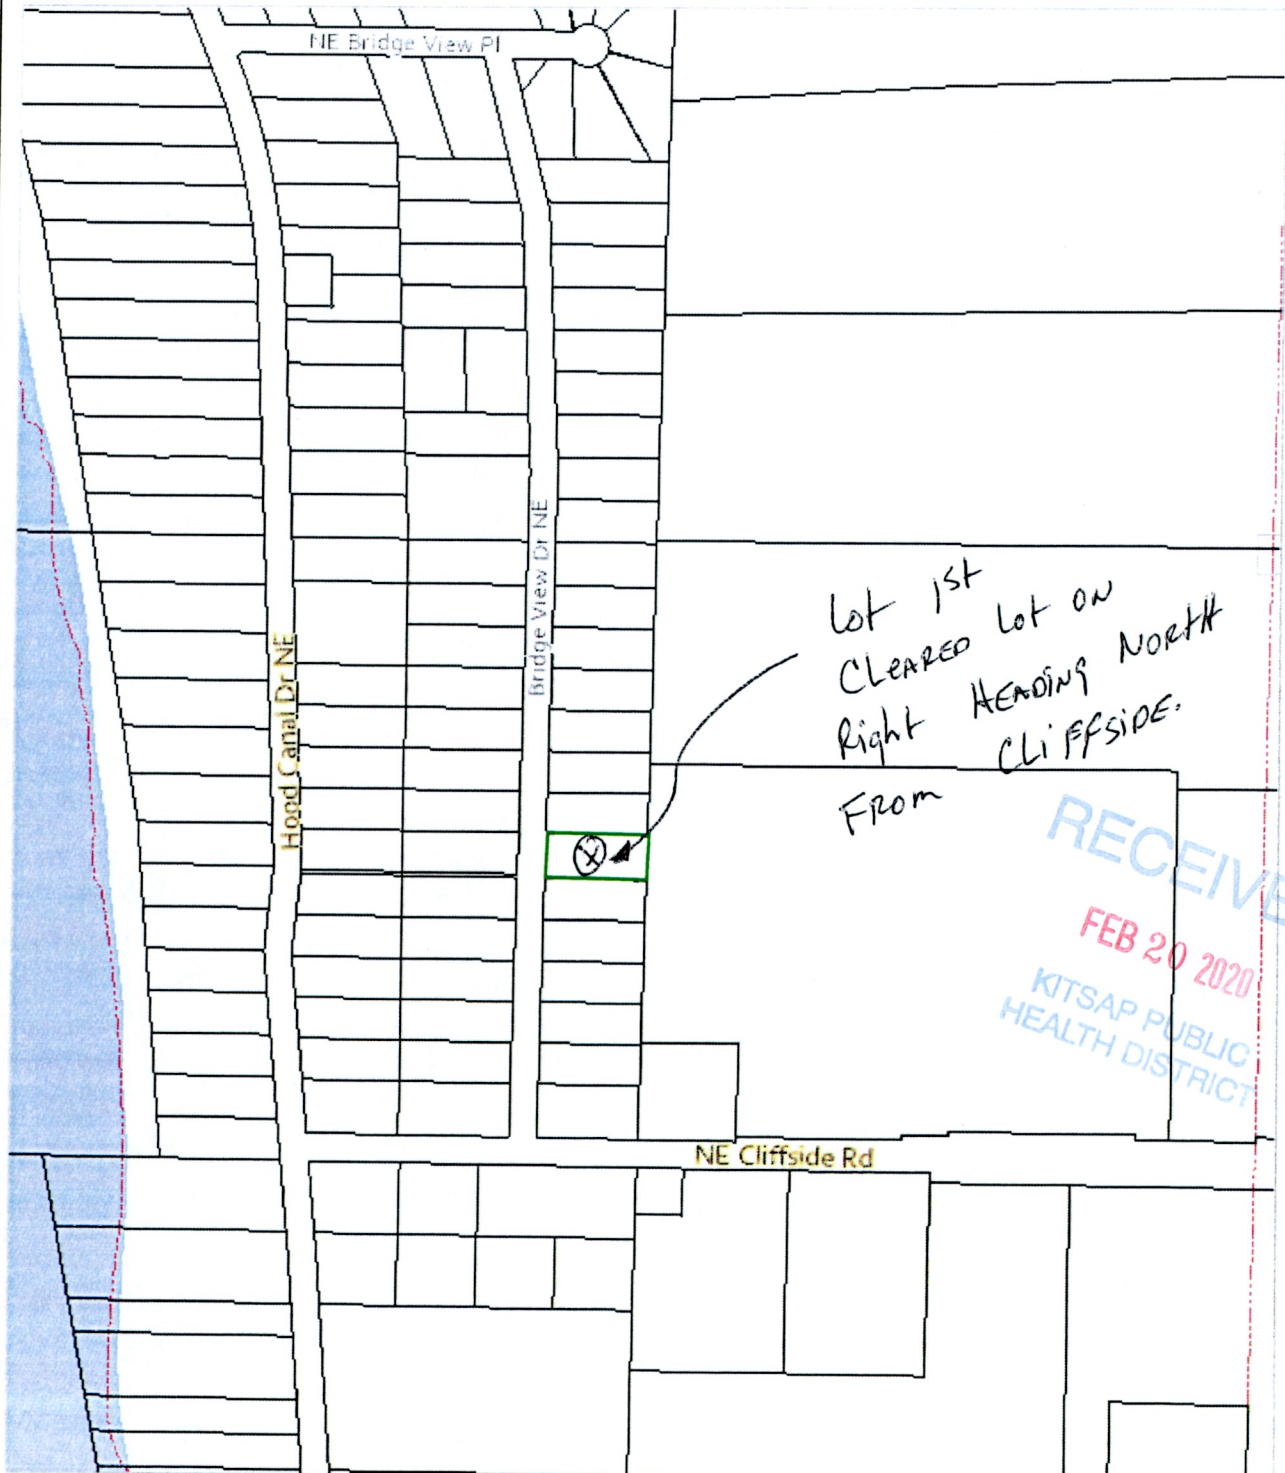 NE Bridge View Pl
Bridge View Dr NE
Hood Canal Dr NE
Lot 1st
CLEARED Lot ON
Right HEADING NORTH
FROM CLIFFSIDE.
X
RECEIVE
FEB 20 2020
KITSAP PUBLIC
HEALTH DISTRICT
NE Cliffside Rd